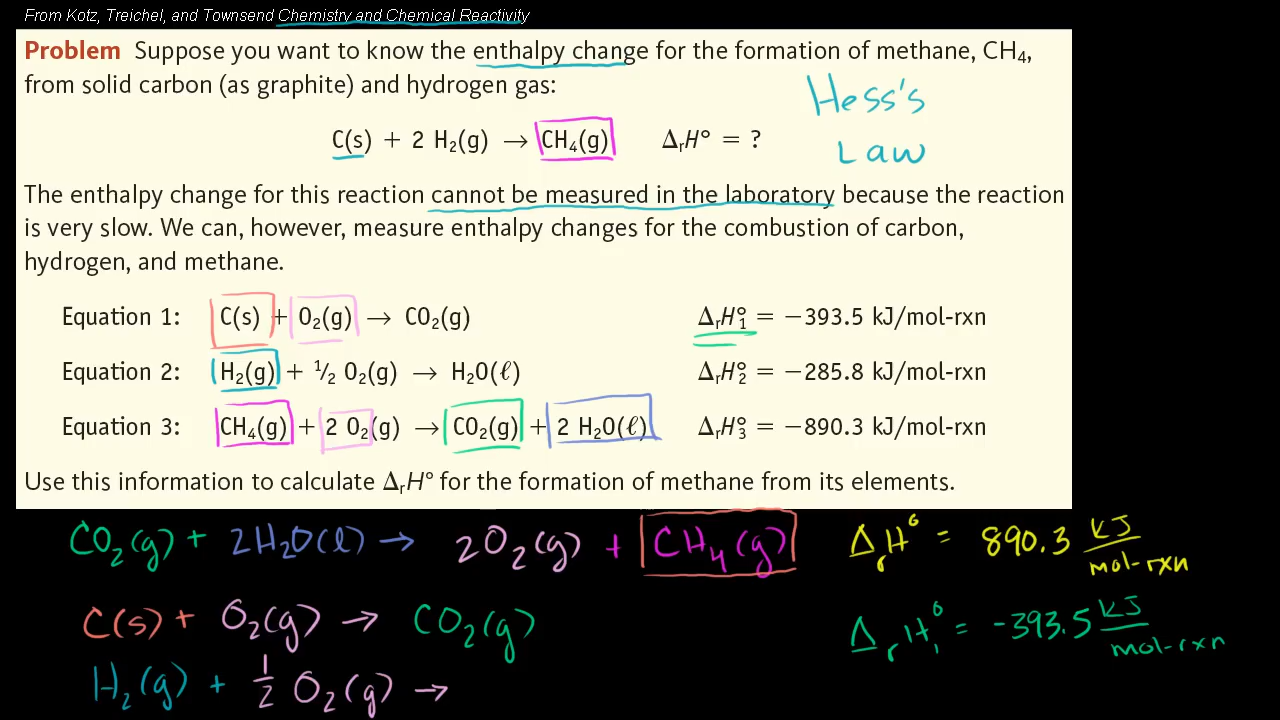 From Kotz, Treichel, and Townsend Chemistry and Chemical Reactivity
Problem Suppose you want to know the enthalpy change for the formation of methane, CH₄,
from solid carbon (as graphite) and hydrogen gas:
Hess's
C(s) + 2 H₂(g) → CH₄(g) ΔᵣH° = ?
Law
The enthalpy change for this reaction cannot be measured in the laboratory because the reaction
is very slow. We can, however, measure enthalpy changes for the combustion of carbon,
hydrogen, and methane.
Equation 1: C(s) + O₂(g) → CO₂(g) ΔᵣH°₁ = −393.5 kJ/mol-rxn
Equation 2: H₂(g) + ½ O₂(g) → H₂O(ℓ) ΔᵣH°₂ = −285.8 kJ/mol-rxn
Equation 3: CH₄(g) + 2 O₂(g) → CO₂(g) + 2 H₂O(ℓ) ΔᵣH°₃ = −890.3 kJ/mol-rxn
Use this information to calculate ΔᵣH° for the formation of methane from its elements.
CO₂(g) + 2H₂O(l) → 2O₂(g) + CH₄(g) ΔᵣH° = 890.3 kJ/mol-rxn
C(s) + O₂(g) → CO₂(g) ΔᵣH₁° = -393.5 kJ/mol-rxn
H₂(g) + ½ O₂(g) →